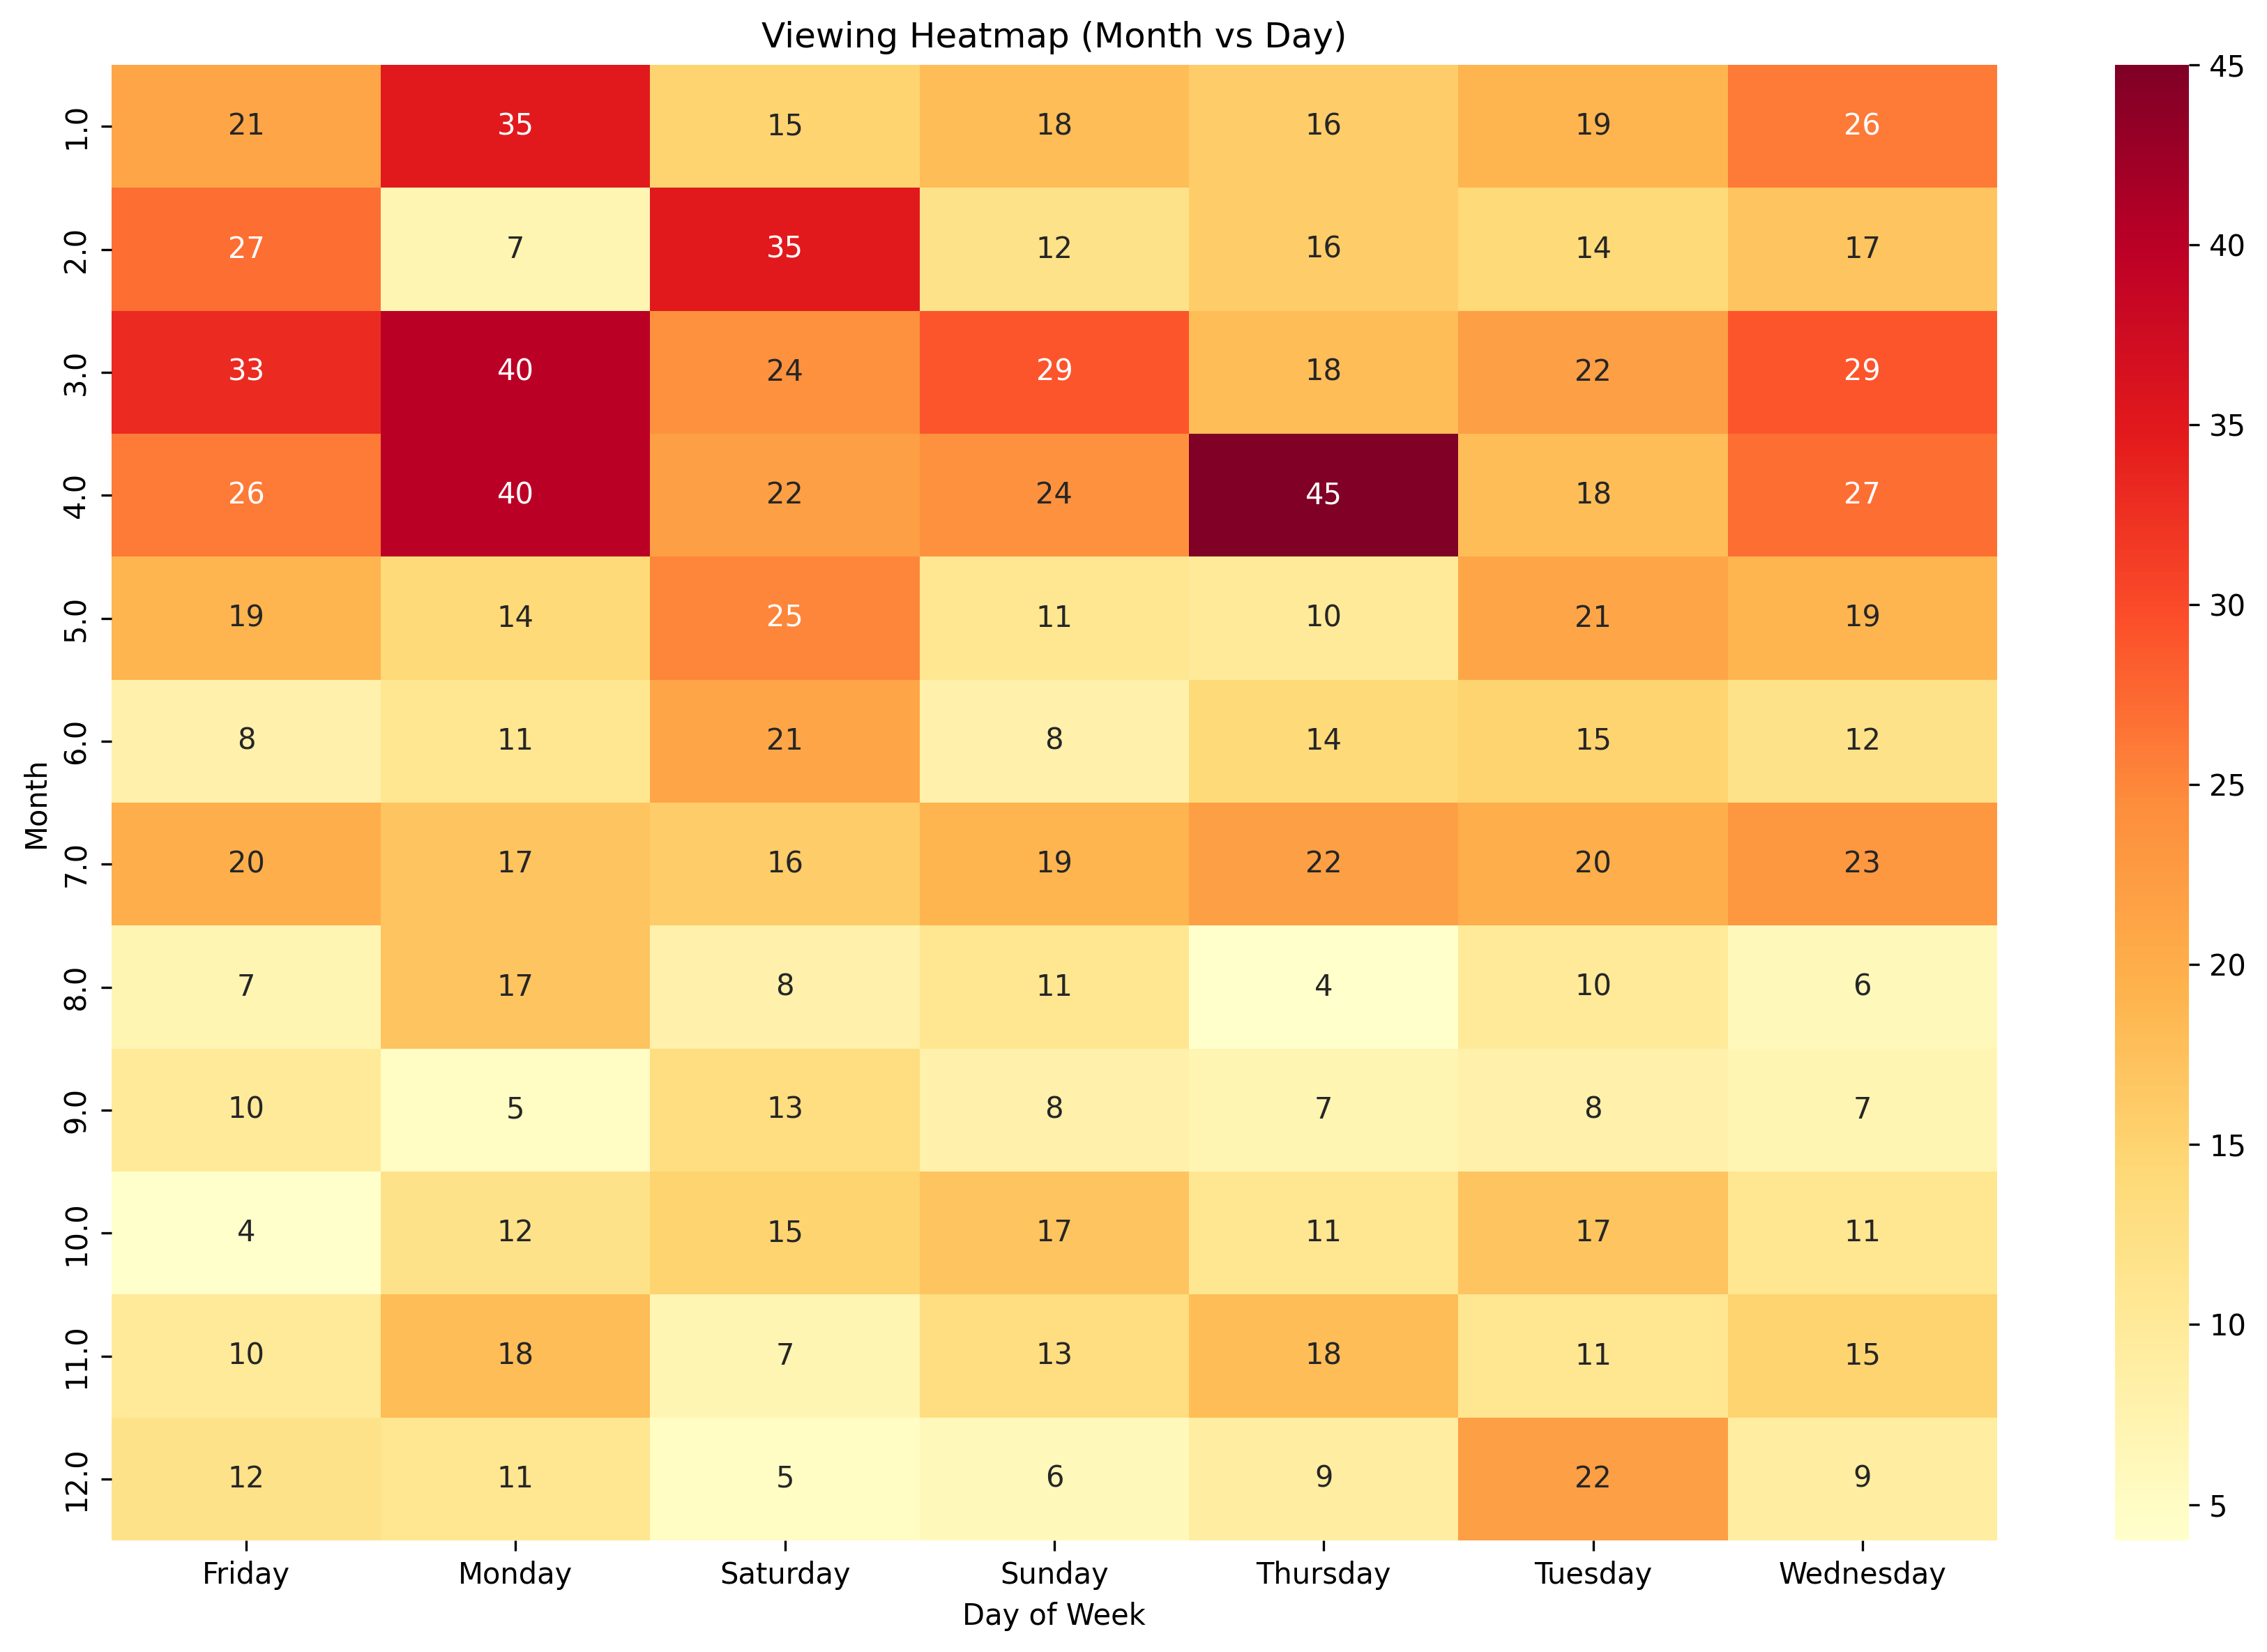 Viewing Heatmap (Month vs Day)
1.0 21 35 15 18 16 19 26
2.0 27 7 35 12 16 14 17
3.0 33 40 24 29 18 22 29
4.0 26 40 22 24 45 18 27
5.0 19 14 25 11 10 21 19
6.0 8 11 21 8 14 15 12
7.0 20 17 16 19 22 20 23
8.0 7 17 8 11 4 10 6
9.0 10 5 13 8 7 8 7
10.0 4 12 15 17 11 17 11
11.0 10 18 7 13 18 11 15
12.0 12 11 5 6 9 22 9
Month
Friday Monday Saturday Sunday Thursday Tuesday Wednesday
Day of Week
45
40
35
30
25
20
15
10
5